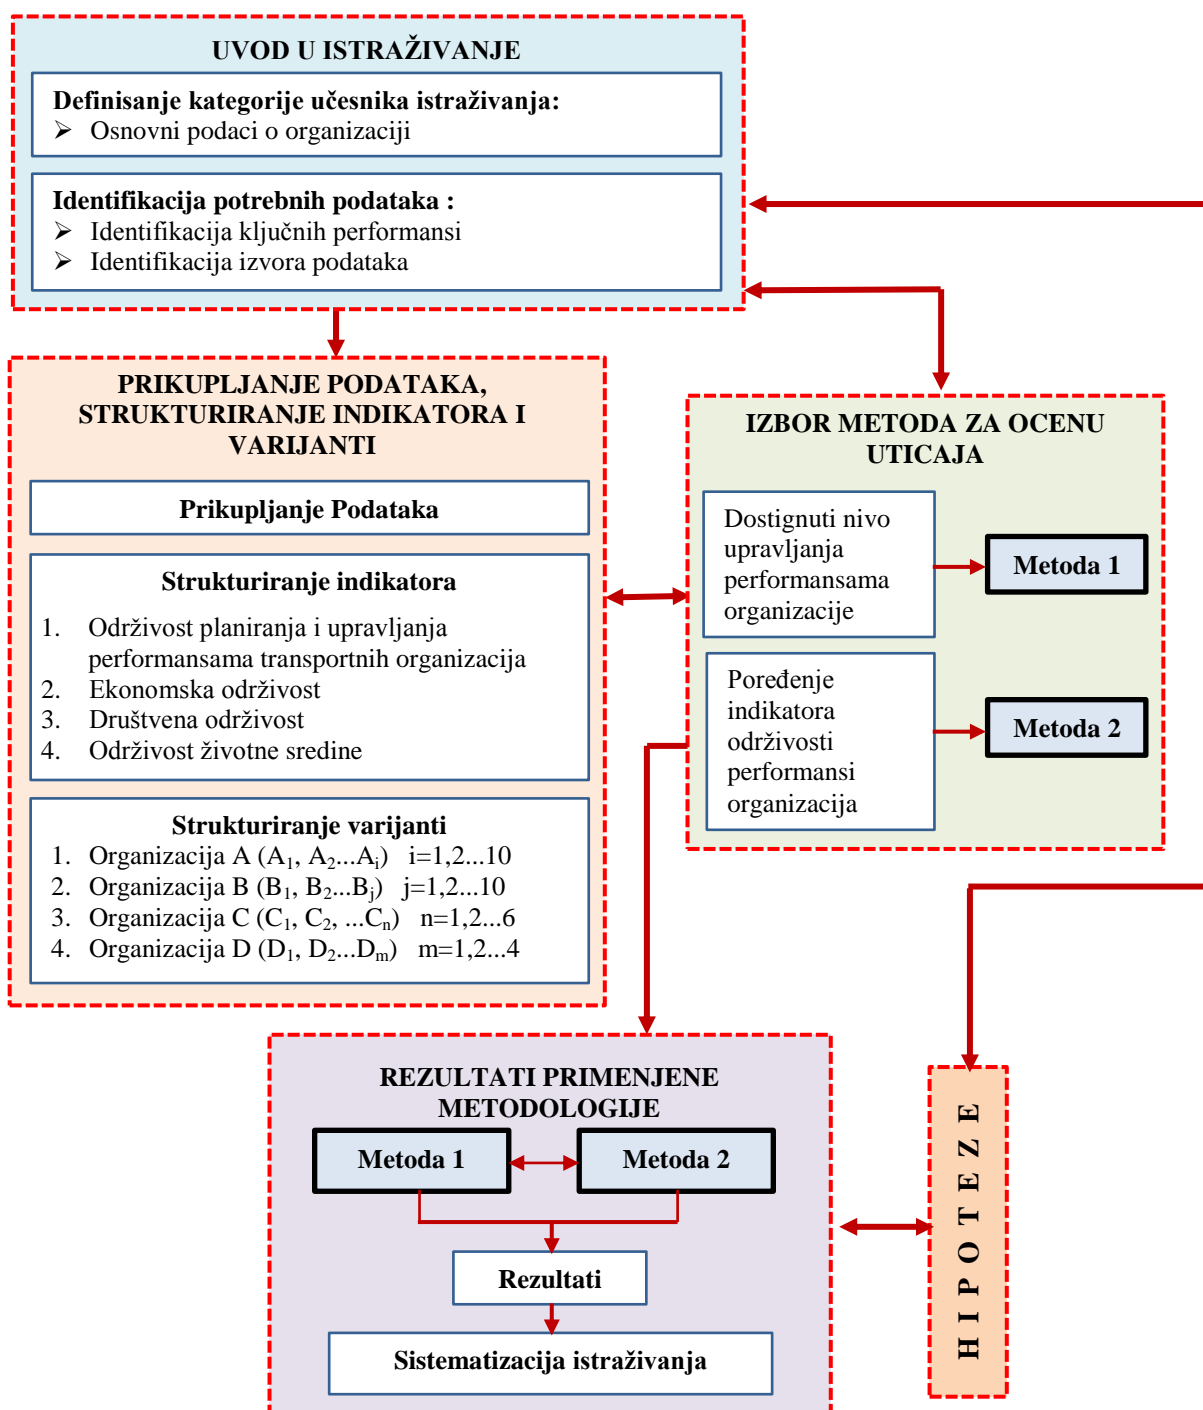 UVOD U ISTRAŽIVANJE
Definisanje kategorije učesnika istraživanja:
➢ Osnovni podaci o organizaciji
Identifikacija potrebnih podataka :
➢ Identifikacija ključnih performansi
➢ Identifikacija izvora podataka
PRIKUPLJANJE PODATAKA,
STRUKTURIRANJE INDIKATORA I
VARIJANTI
Prikupljanje Podataka
Strukturiranje indikatora
1. Održivost planiranja i upravljanja
performansama transportnih organizacija
2. Ekonomska održivost
3. Društvena održivost
4. Održivost životne sredine
Strukturiranje varijanti
1. Organizacija A (A₁, A₂...Aᵢ) i=1,2...10
2. Organizacija B (B₁, B₂...Bⱼ) j=1,2...10
3. Organizacija C (C₁, C₂, ...Cₙ) n=1,2...6
4. Organizacija D (D₁, D₂...Dₘ) m=1,2...4
IZBOR METODA ZA OCENU
UTICAJA
Dostignuti nivo
upravljanja
performansama
organizacije
Metoda 1
Poređenje
indikatora
održivosti
performansi
organizacija
Metoda 2
REZULTATI PRIMENJENE
METODOLOGIJE
Metoda 1
Metoda 2
Rezultati
Sistematizacija istraživanja
H I P O T E Z E